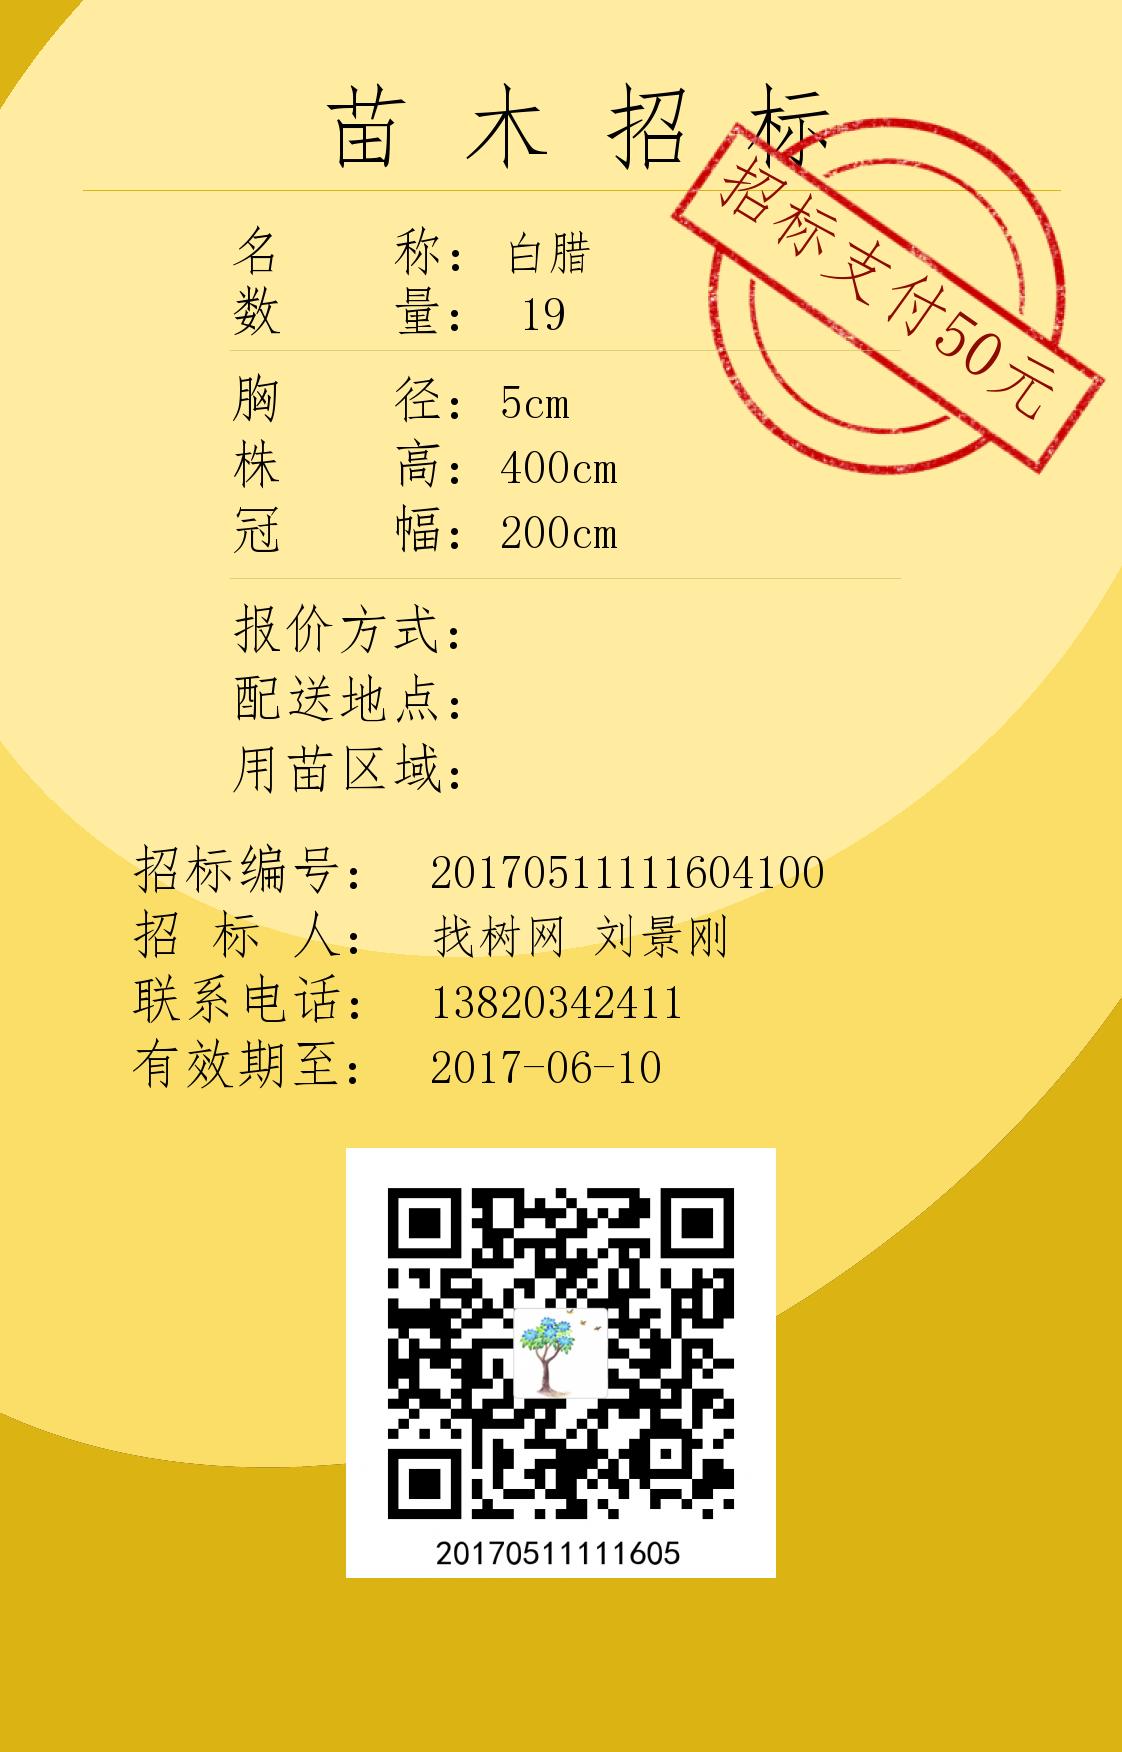 苗木招标
招标支付50元
名称：白腊
数量：19
胸径：5cm
株高：400cm
冠幅：200cm
报价方式：
配送地点：
用苗区域：
招标编号：20170511111604100
招标人：找树网 刘景刚
联系电话：13820342411
有效期至：2017-06-10
20170511111605